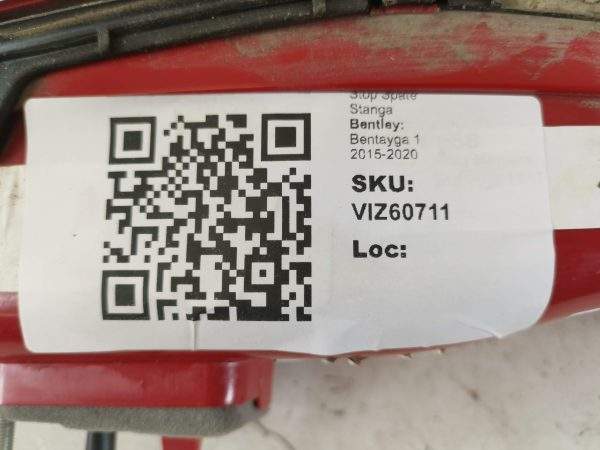 Stop Spate
Stanga
Bentley:
Bentayga 1
2015-2020
SKU:
VIZ60711
Loc: